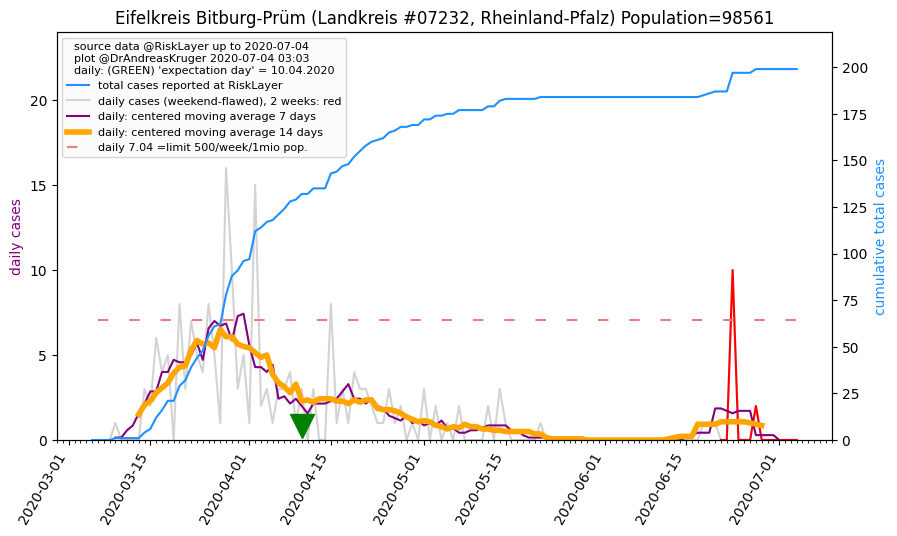 Eifelkreis Bitburg-Prüm (Landkreis #07232, Rheinland-Pfalz) Population=98561
source data @RiskLayer up to 2020-07-04
plot @DrAndreasKruger 2020-07-04 03:03
daily: (GREEN) 'expectation day' = 10.04.2020
total cases reported at RiskLayer
daily cases (weekend-flawed), 2 weeks: red
daily: centered moving average 7 days
daily: centered moving average 14 days
daily 7.04 =limit 500/week/1mio pop.
daily cases
0
5
10
15
20
cumulative total cases
0
25
50
75
100
125
150
175
200
2020-03-01
2020-03-15
2020-04-01
2020-04-15
2020-05-01
2020-05-15
2020-06-01
2020-06-15
2020-07-01